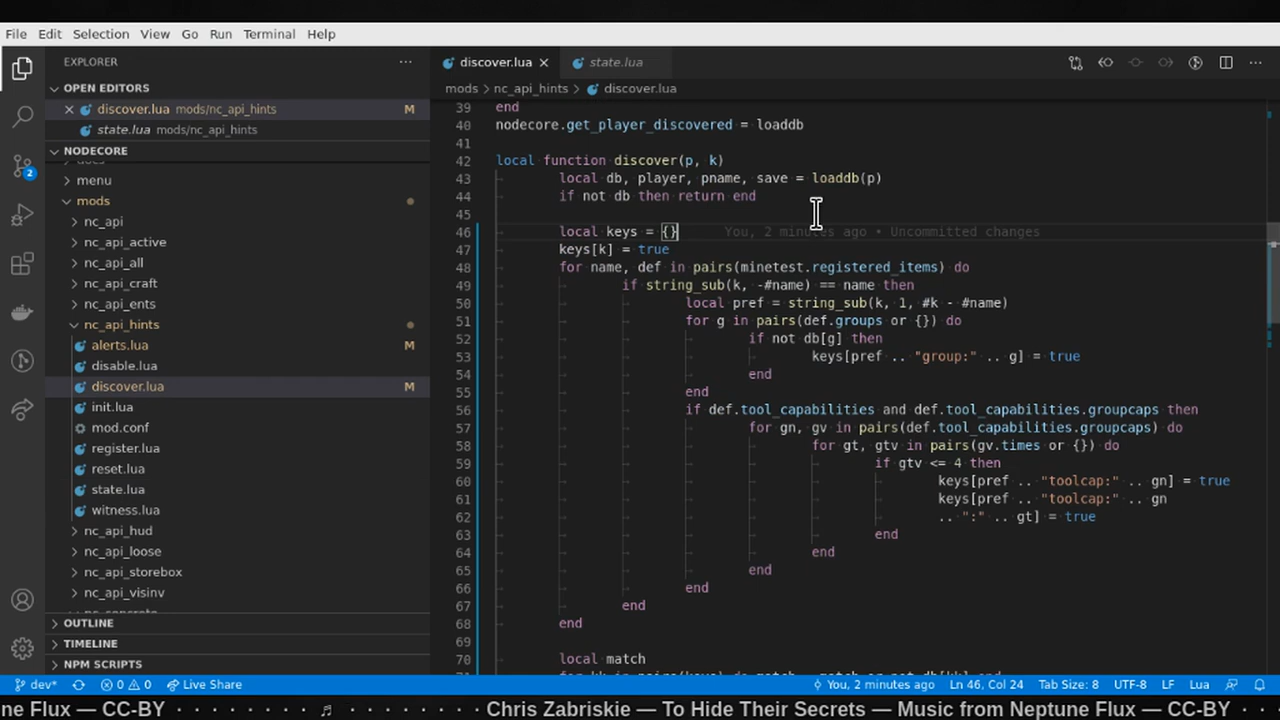 File Edit Selection View Go Run Terminal Help
EXPLORER ···
OPEN EDITORS
discover.lua mods/nc_api_hints M
state.lua mods/nc_api_hints
NODECORE
docs
menu
mods
nc_api
nc_api_active
nc_api_all
nc_api_craft
nc_api_ents
nc_api_hints
alerts.lua M
disable.lua
discover.lua M
init.lua
mod.conf
register.lua
reset.lua
state.lua
witness.lua
nc_api_hud
nc_api_loose
nc_api_storebox
nc_api_visinv
nc_concrete
OUTLINE
TIMELINE
NPM SCRIPTS
2
discover.lua state.lua
mods > nc_api_hints > discover.lua
39 end
40 nodecore.get_player_discovered = loaddb
41
42 local function discover(p, k)
43 local db, player, pname, save = loaddb(p)
44 if not db then return end
45
46 local keys = {} You, 2 minutes ago • Uncommitted changes
47 keys[k] = true
48 for name, def in pairs(minetest.registered_items) do
49 if string_sub(k, -#name) == name then
50 local pref = string_sub(k, 1, #k - #name)
51 for g in pairs(def.groups or {}) do
52 if not db[g] then
53 keys[pref .. "group:" .. g] = true
54 end
55 end
56 if def.tool_capabilities and def.tool_capabilities.groupcaps then
57 for gn, gv in pairs(def.tool_capabilities.groupcaps) do
58 for gt, gtv in pairs(gv.times or {}) do
59 if gtv <= 4 then
60 keys[pref .. "toolcap:" .. gn] = true
61 keys[pref .. "toolcap:" .. gn
62 .. ":" .. gt] = true
63 end
64 end
65 end
66 end
67 end
68 end
69
70 local match
dev* 0 0 Live Share You, 2 minutes ago Ln 46, Col 24 Tab Size: 8 UTF-8 LF Lua
ne Flux — CC-BY · · · · · · · ♬ · · · · · · · Chris Zabriskie — To Hide Their Secrets — Music from Neptune Flux — CC-BY · ·